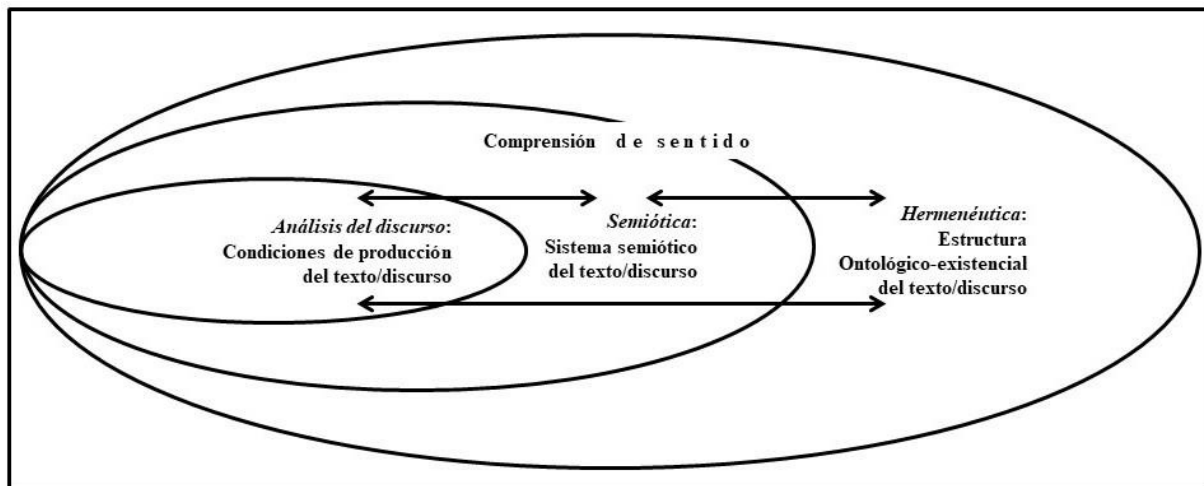 Comprensión de sentido
Análisis del discurso:
Condiciones de producción
del texto/discurso
Semiótica:
Sistema semiótico
del texto/discurso
Hermenéutica:
Estructura
Ontológico-existencial
del texto/discurso